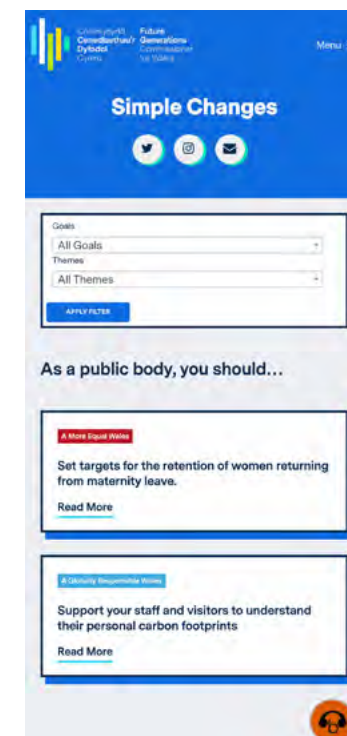 Comisiynydd
Cenedlaethau'r
Dyfodol
Cymru
Future
Generations
Commissioner
for Wales
Menu
Simple Changes
Goals
All Goals
Themes
All Themes
APPLY FILTER
As a public body, you should...
A More Equal Wales
Set targets for the retention of women returning
from maternity leave.
Read More
A Globally Responsible Wales
Support your staff and visitors to understand
their personal carbon footprints
Read More